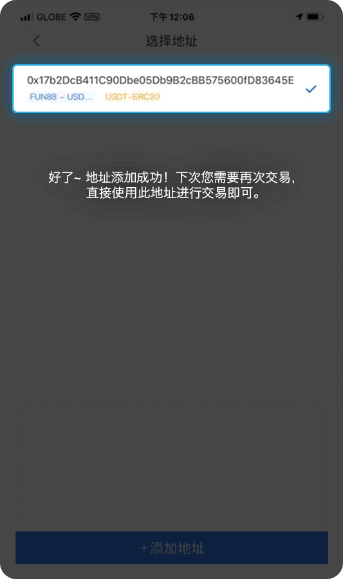 GLOBE VPN 下午12:06
选择地址
0x17b2DcB411C90Dbe05Db9B2cBB575600fD83645E
FUN88 - USD... USDT-ERC20
好了~ 地址添加成功！下次您需要再次交易，
直接使用此地址进行交易即可。
+添加地址